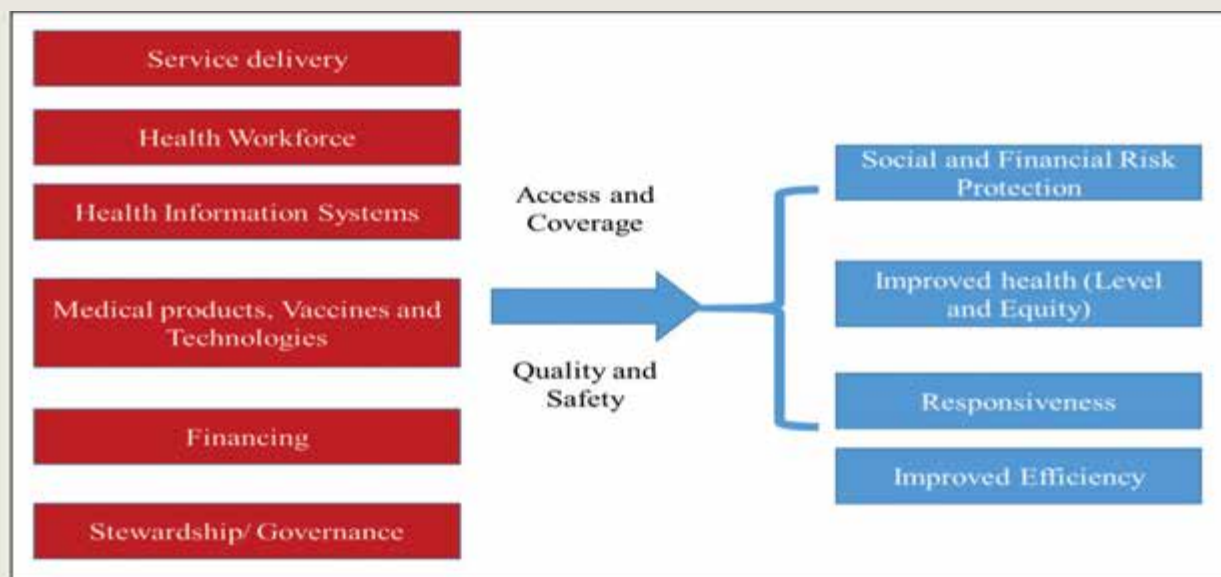 Service delivery
Health Workforce
Health Information Systems
Medical products, Vaccines and
Technologies
Financing
Stewardship/ Governance
Access and
Coverage
Quality and
Safety
Social and Financial Risk
Protection
Improved health (Level
and Equity)
Responsiveness
Improved Efficiency